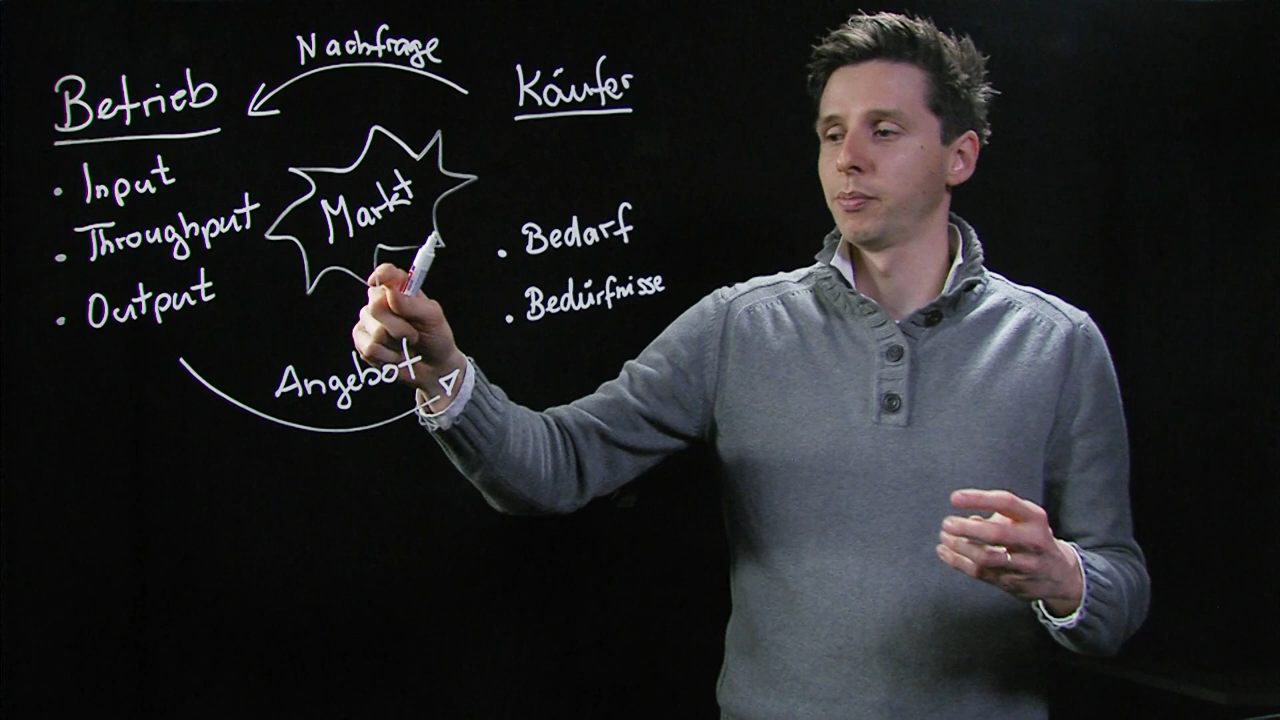 Nachfrage
Betrieb
• Input
• Throughput
• Output
Markt
Angebot
Käufer
• Bedarf
• Bedürfnisse